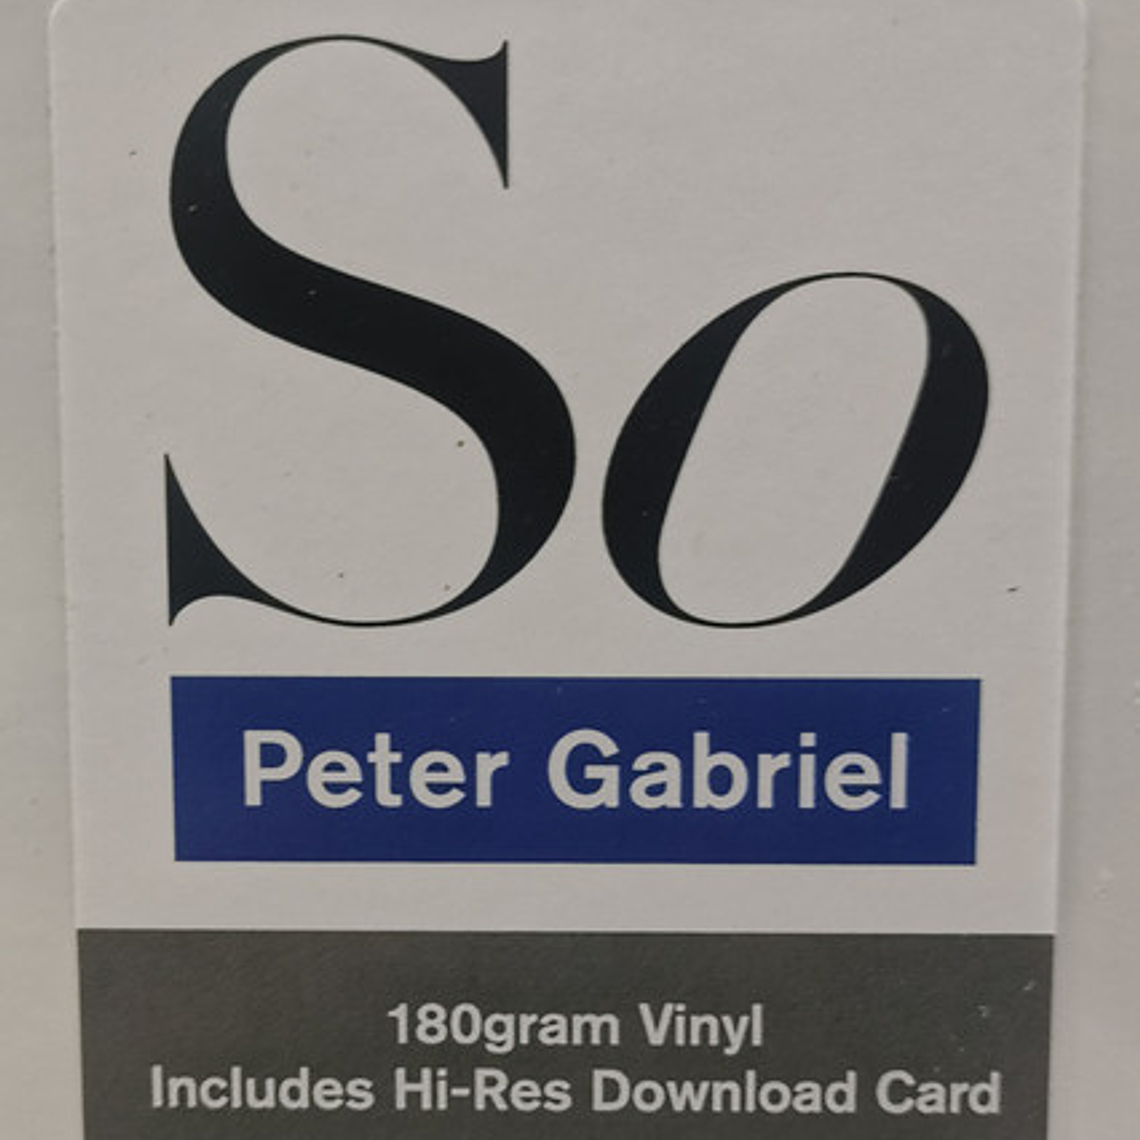 So
Peter Gabriel
180gram Vinyl
Includes Hi-Res Download Card